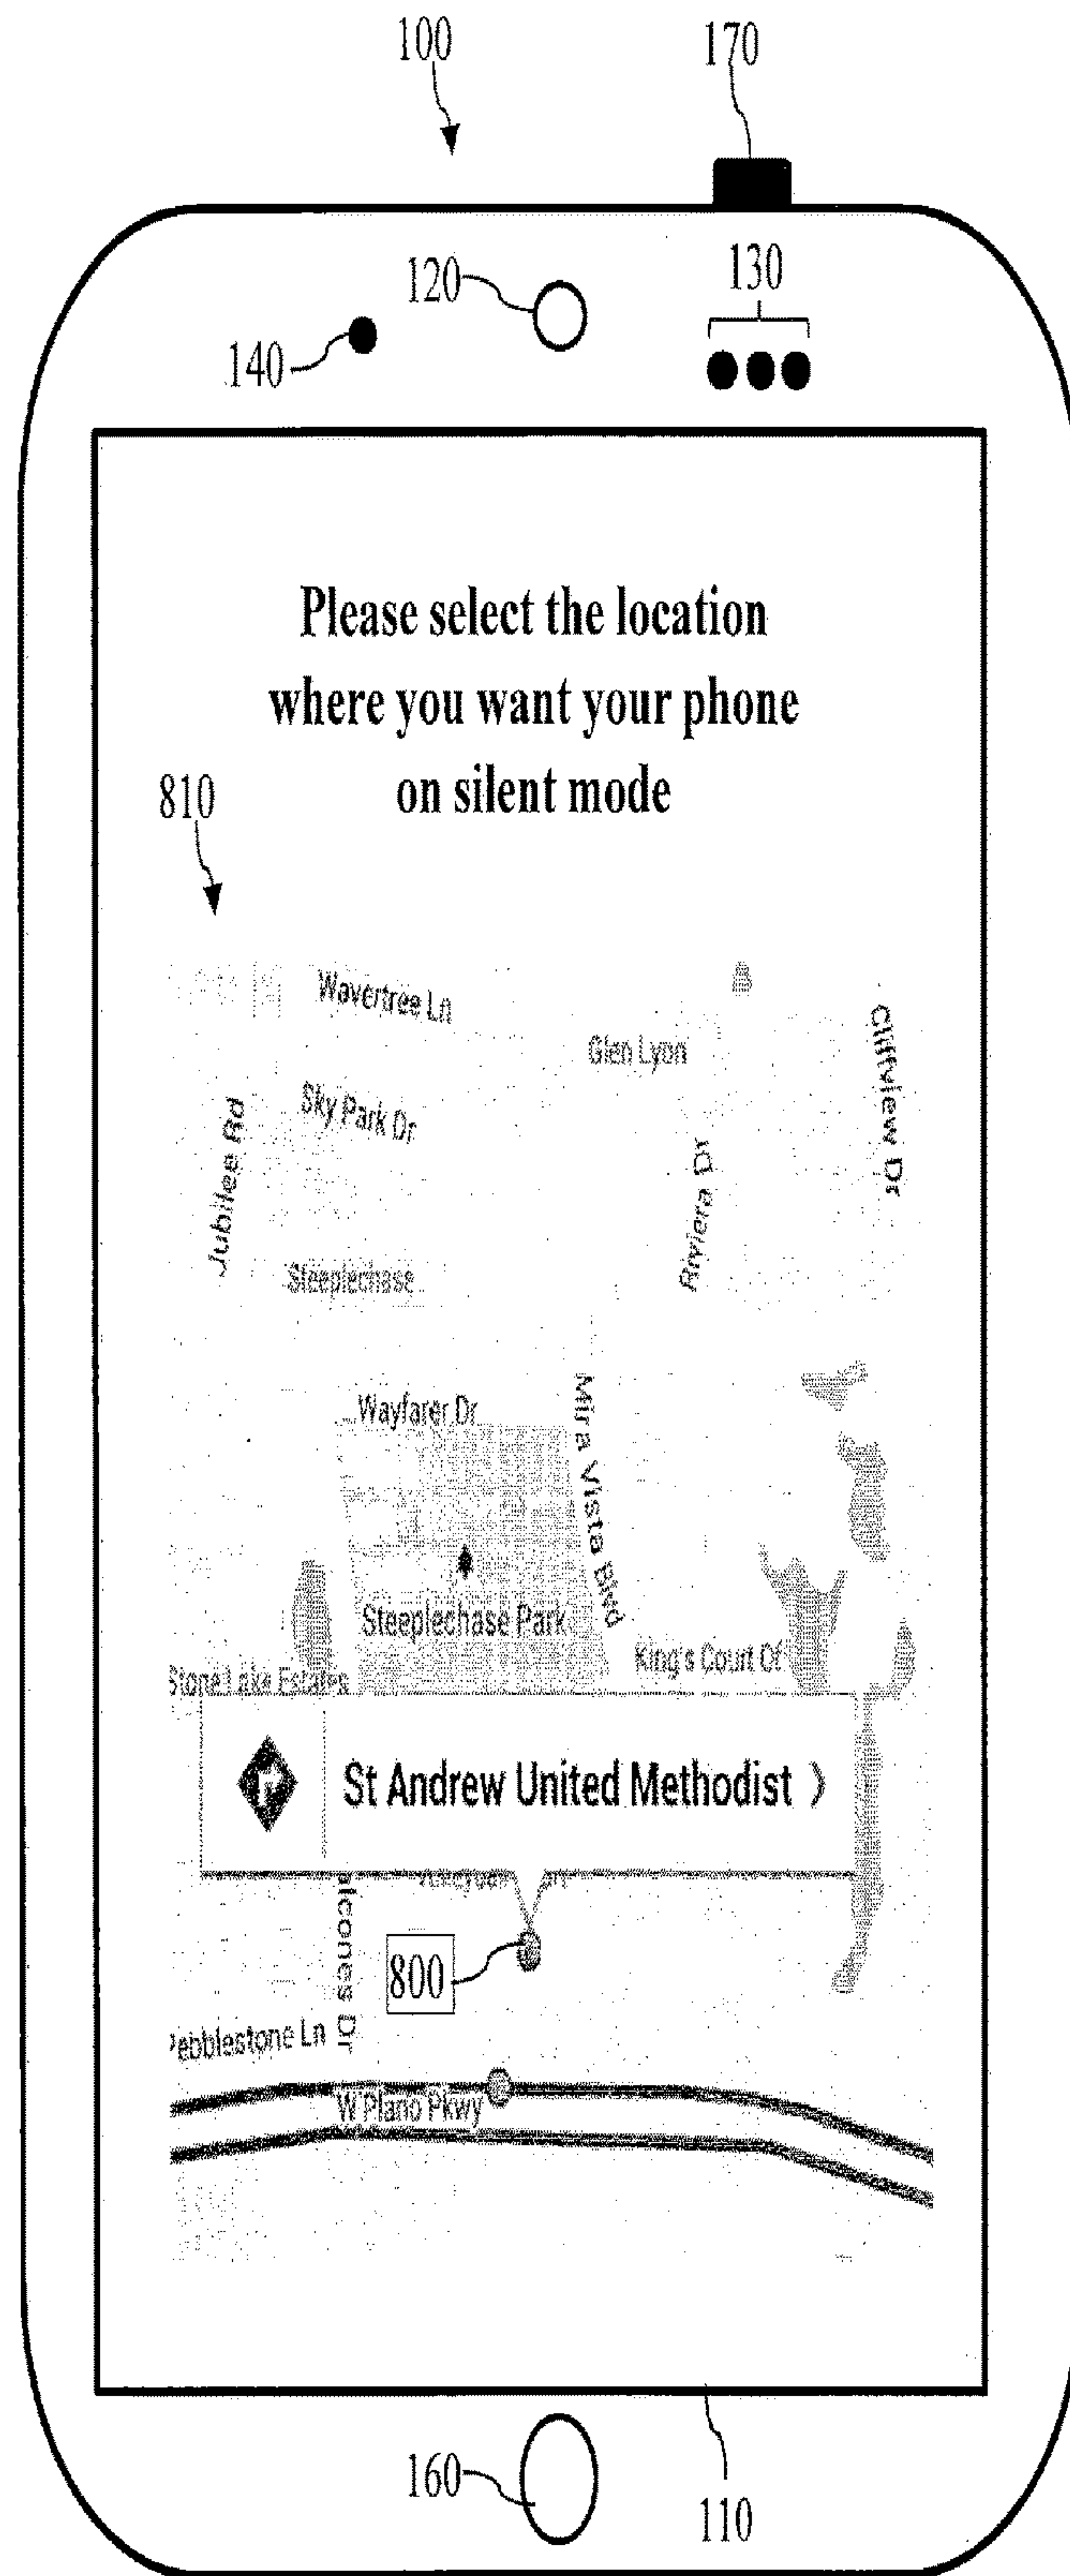 100
170
120
130
140
Please select the location
where you want your phone
on silent mode
810
Wavertree Ln
Glen Lyon
Cliffview Dr
Sky Park Dr
Jubilee Rd
Riviera Dr
Steeplechase
Wayfarer Dr
Mira Vista Blvd
Steeplechase Park
King's Court Of
Stone Lake Estates
St Andrew United Methodist
alcones Dr
800
Pebblestone Ln
W Plano Pkwy
160
110